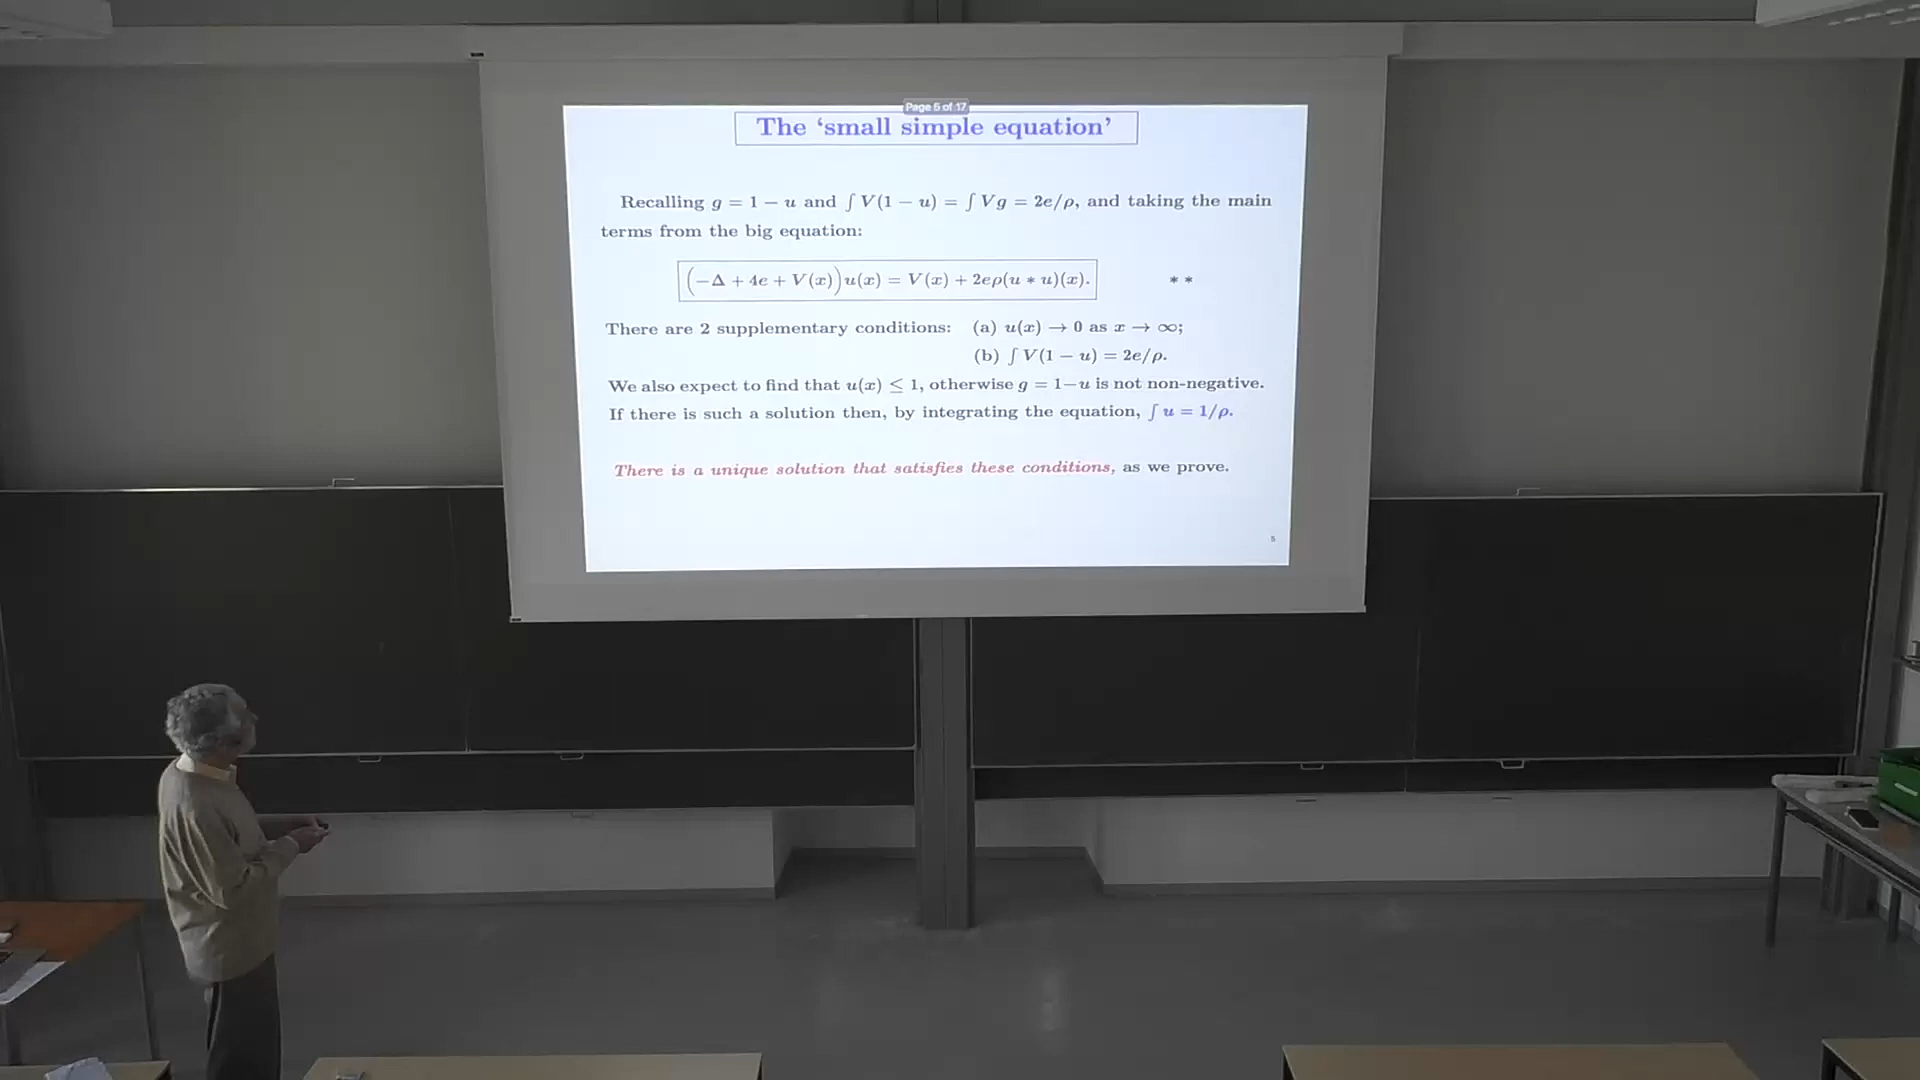 Page 5 of 17
The ‘small simple equation’
Recalling g = 1 − u and ∫ V(1 − u) = ∫ Vg = 2e/ρ, and taking the main
terms from the big equation:
(−Δ + 4e + V(x))u(x) = V(x) + 2eρ(u ∗ u)(x). ∗ ∗
There are 2 supplementary conditions: (a) u(x) → 0 as x → ∞;
(b) ∫ V(1 − u) = 2e/ρ.
We also expect to find that u(x) ≤ 1, otherwise g = 1−u is not non-negative.
If there is such a solution then, by integrating the equation, ∫ u = 1/ρ.
There is a unique solution that satisfies these conditions, as we prove.
5